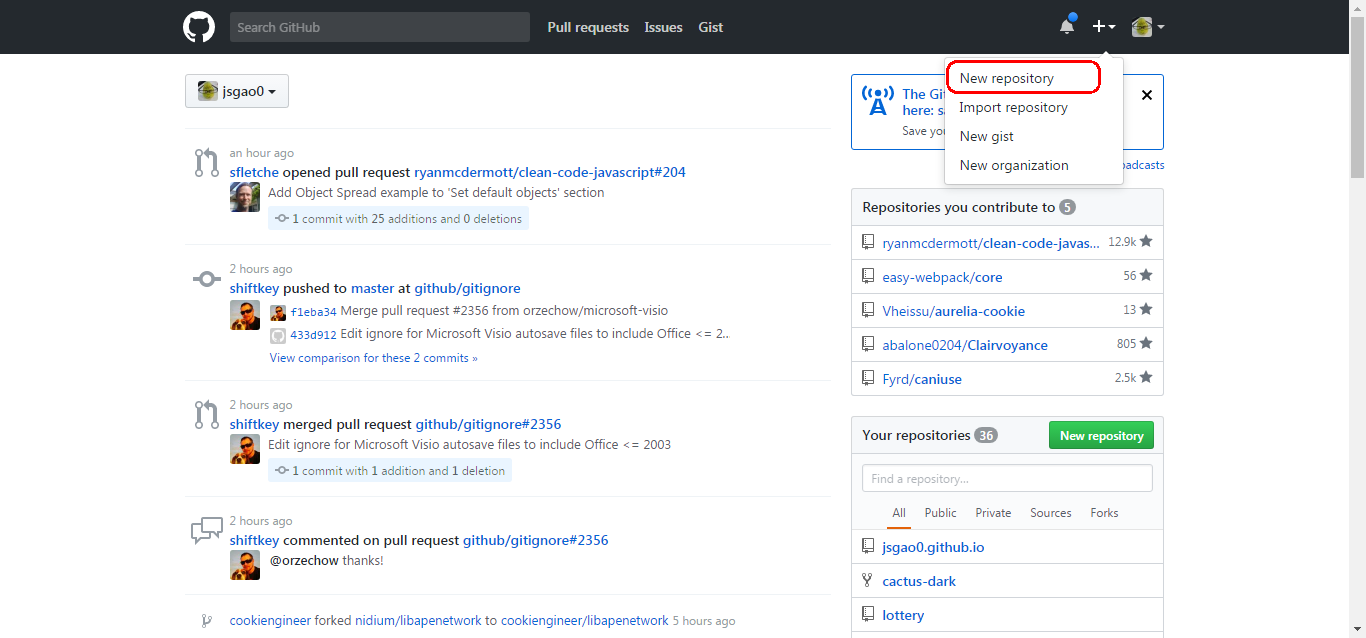 Search GitHub
Pull requests Issues Gist
New repository
Import repository
New gist
New organization
jsgao0
an hour ago
sfletche opened pull request ryanmcdermott/clean-code-javascript#204
Add Object Spread example to 'Set default objects' section
1 commit with 25 additions and 0 deletions
2 hours ago
shiftkey pushed to master at github/gitignore
f1eba34 Merge pull request #2356 from orzechow/microsoft-visio
433d912 Edit ignore for Microsoft Visio autosave files to include Office <= 2...
View comparison for these 2 commits »
2 hours ago
shiftkey merged pull request github/gitignore#2356
Edit ignore for Microsoft Visio autosave files to include Office <= 2003
1 commit with 1 addition and 1 deletion
2 hours ago
shiftkey commented on pull request github/gitignore#2356
@orzechow thanks!
cookiengineer forked nidium/libapenetwork to cookiengineer/libapenetwork 5 hours ago
The Gi
here: s
Save you
adcasts
Repositories you contribute to 5
ryanmcdermott/clean-code-javas... 12.9k
easy-webpack/core 56
Vheissu/aurelia-cookie 13
abalone0204/Clairvoyance 805
Fyrd/caniuse 2.5k
Your repositories 36 New repository
Find a repository...
All Public Private Sources Forks
jsgao0.github.io
cactus-dark
lottery